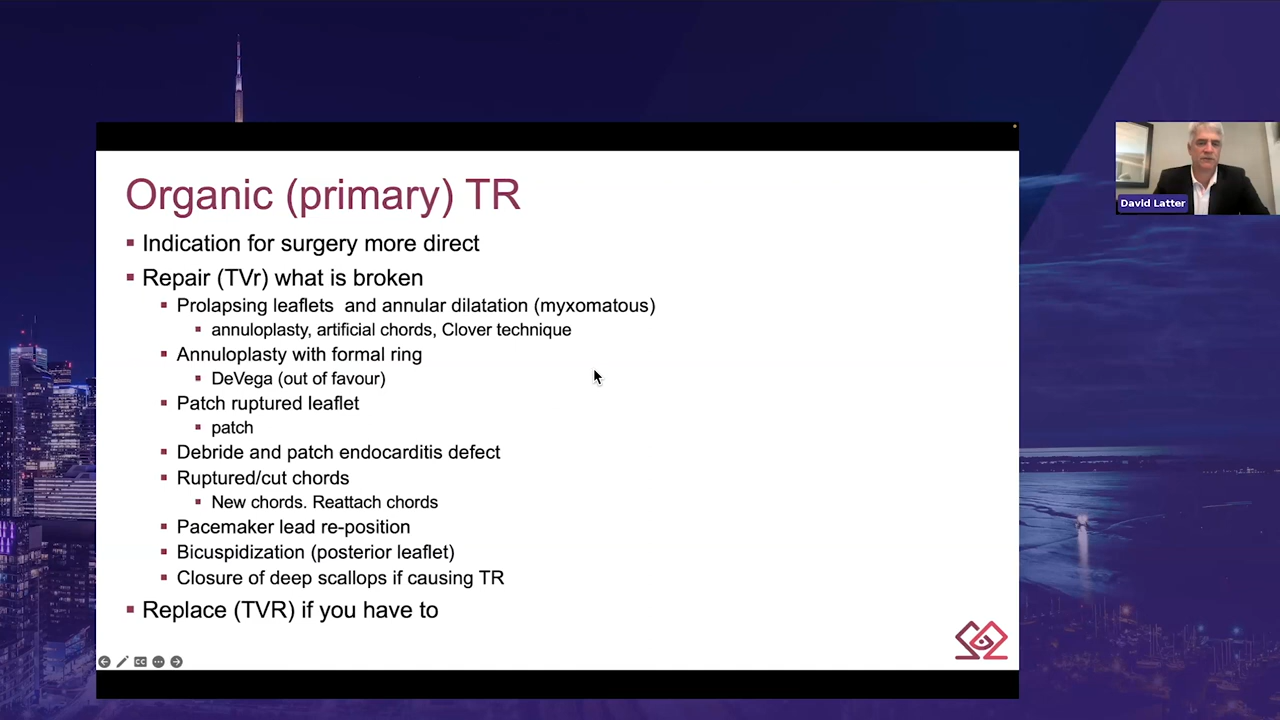 Organic (primary) TR
Indication for surgery more direct
Repair (TVr) what is broken
Prolapsing leaflets and annular dilatation (myxomatous)
annuloplasty, artificial chords, Clover technique
Annuloplasty with formal ring
DeVega (out of favour)
Patch ruptured leaflet
patch
Debride and patch endocarditis defect
Ruptured/cut chords
New chords. Reattach chords
Pacemaker lead re-position
Bicuspidization (posterior leaflet)
Closure of deep scallops if causing TR
Replace (TVR) if you have to
CC
David Latter